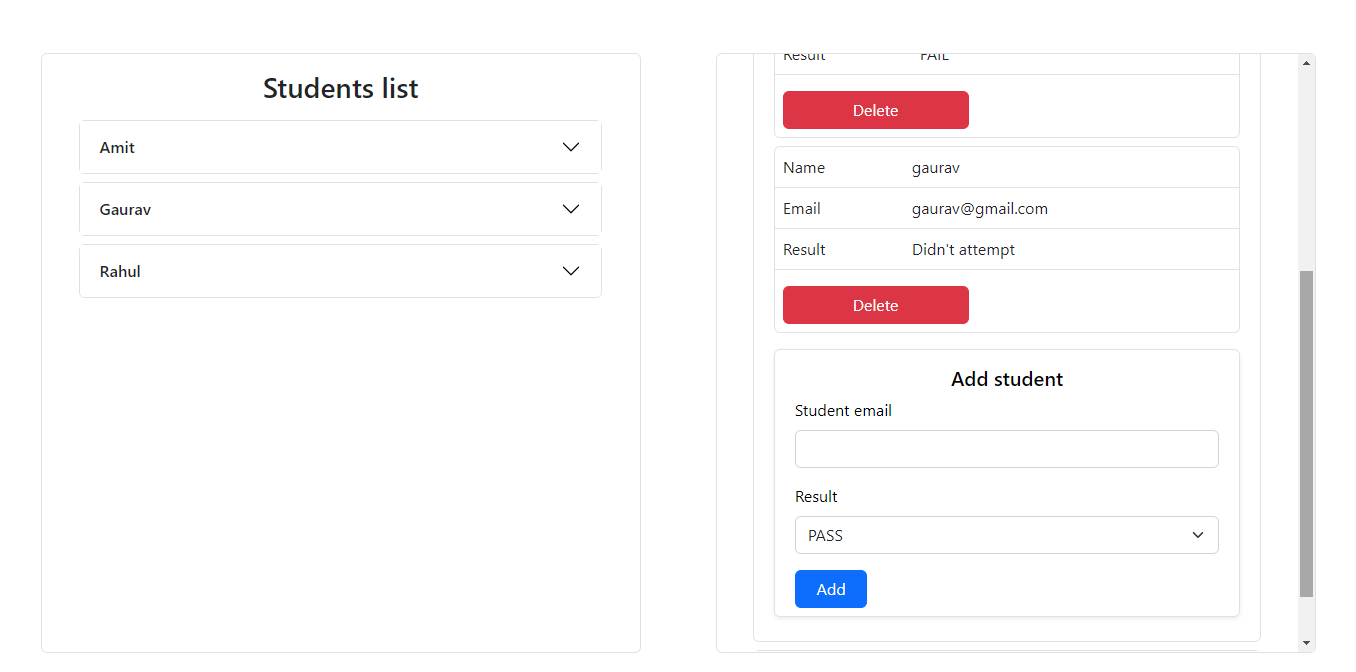 Students list
Amit
Gaurav
Rahul
Result FAIL
Delete
Name gaurav
Email gaurav@gmail.com
Result Didn't attempt
Delete
Add student
Student email
Result
PASS
Add